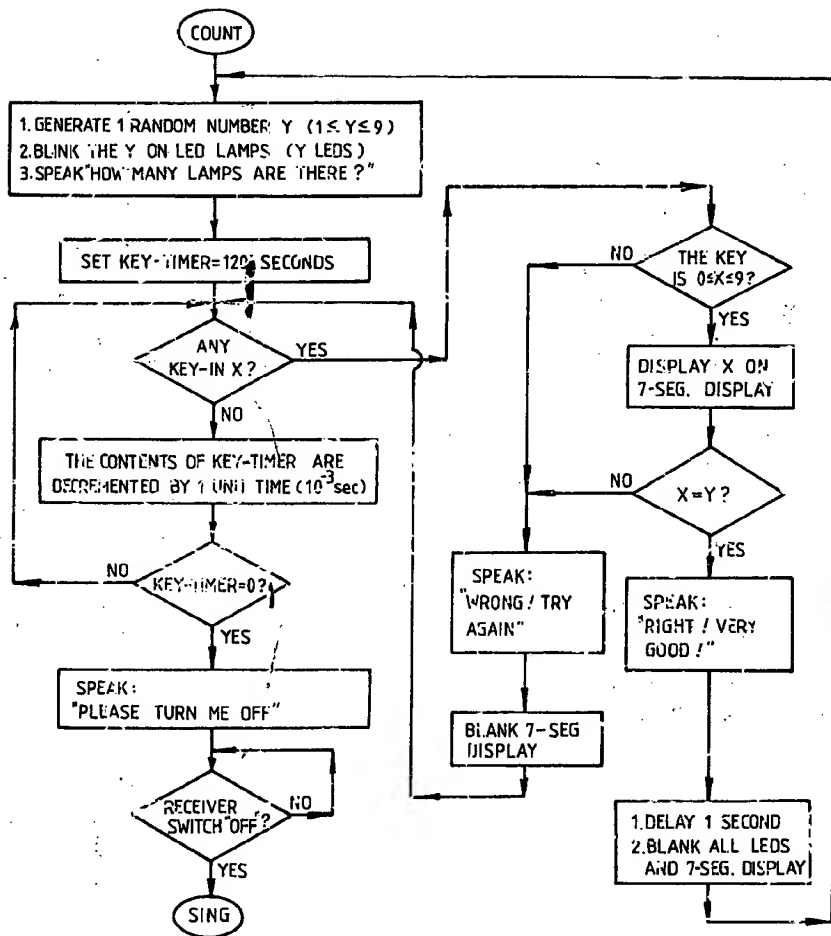 COUNT
1. GENERATE 1 RANDOM NUMBER Y (1≤Y≤9)
2. BLINK THE Y ON LED LAMPS (Y LEDS)
3. SPEAK "HOW MANY LAMPS ARE THERE?"
SET KEY-TIMER=120 SECONDS
ANY
KEY-IN X?
YES
NO
THE CONTENTS OF KEY-TIMER ARE
DECREMENTED BY 1 UNIT TIME (10⁻³sec)
KEY-TIMER=0?
NO
YES
SPEAK:
"PLEASE TURN ME OFF"
RECEIVER
SWITCH "OFF"?
NO
YES
SING
THE KEY
IS 0≤X≤9?
NO
YES
DISPLAY X ON
7-SEG. DISPLAY
X=Y?
NO
YES
SPEAK:
"WRONG! TRY
AGAIN"
BLANK 7-SEG
DISPLAY
SPEAK:
"RIGHT! VERY
GOOD!"
1. DELAY 1 SECOND
2. BLANK ALL LEDS
AND 7-SEG. DISPLAY